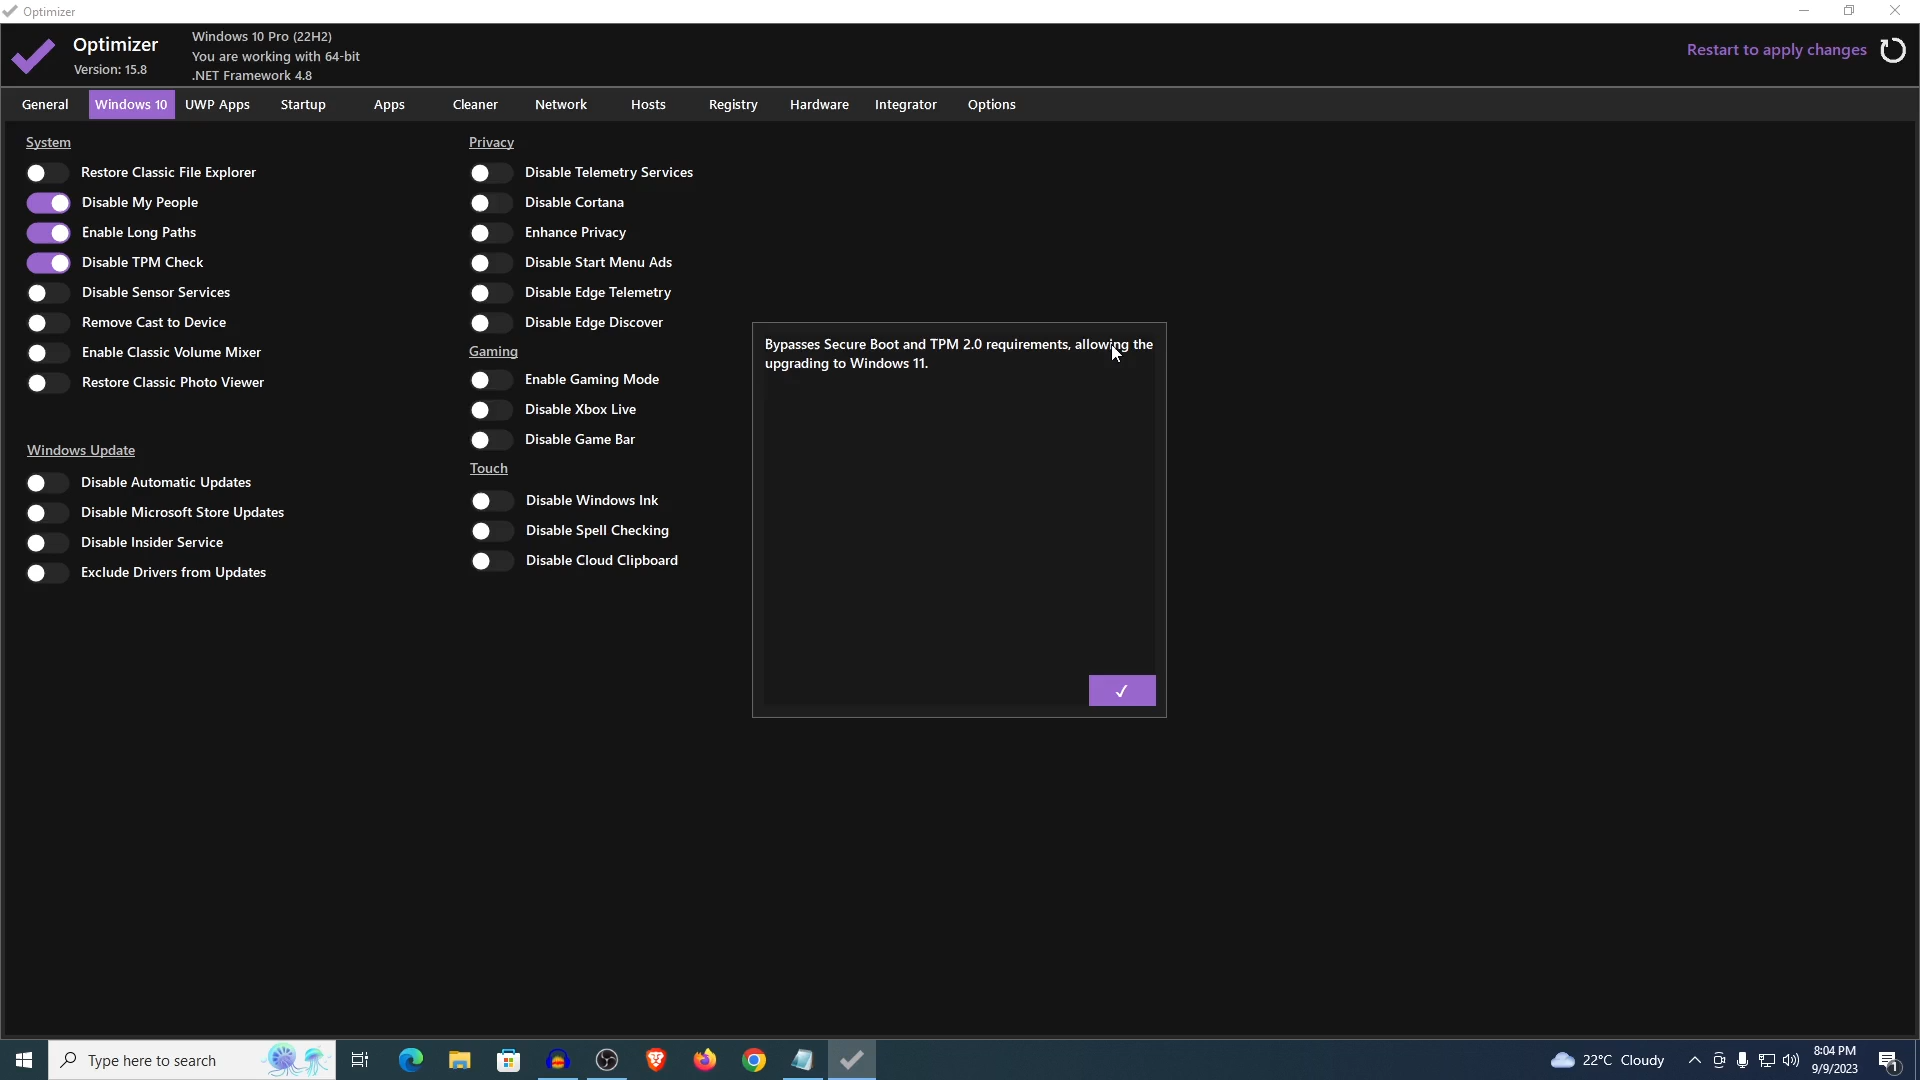 Optimizer
Optimizer
Version: 15.8
Windows 10 Pro (22H2)
You are working with 64-bit
.NET Framework 4.8
Restart to apply changes
General Windows 10 UWP Apps Startup Apps Cleaner Network Hosts Registry Hardware Integrator Options
System
Restore Classic File Explorer
Disable My People
Enable Long Paths
Disable TPM Check
Disable Sensor Services
Remove Cast to Device
Enable Classic Volume Mixer
Restore Classic Photo Viewer
Windows Update
Disable Automatic Updates
Disable Microsoft Store Updates
Disable Insider Service
Exclude Drivers from Updates
Privacy
Disable Telemetry Services
Disable Cortana
Enhance Privacy
Disable Start Menu Ads
Disable Edge Telemetry
Disable Edge Discover
Gaming
Enable Gaming Mode
Disable Xbox Live
Disable Game Bar
Touch
Disable Windows Ink
Disable Spell Checking
Disable Cloud Clipboard
Bypasses Secure Boot and TPM 2.0 requirements, allowing the
upgrading to Windows 11.
✓
Type here to search
22°C Cloudy
8:04 PM
9/9/2023
1